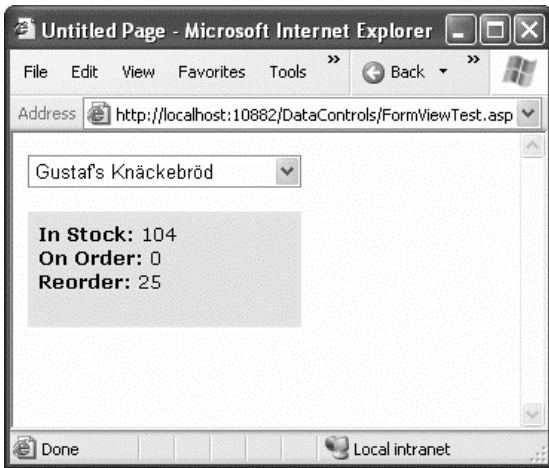 Untitled Page - Microsoft Internet Explorer
File Edit View Favorites Tools » Back »
Address http://localhost:10882/DataControls/FormViewTest.asp
Gustaf's Knäckebröd
In Stock: 104
On Order: 0
Reorder: 25
Done Local intranet